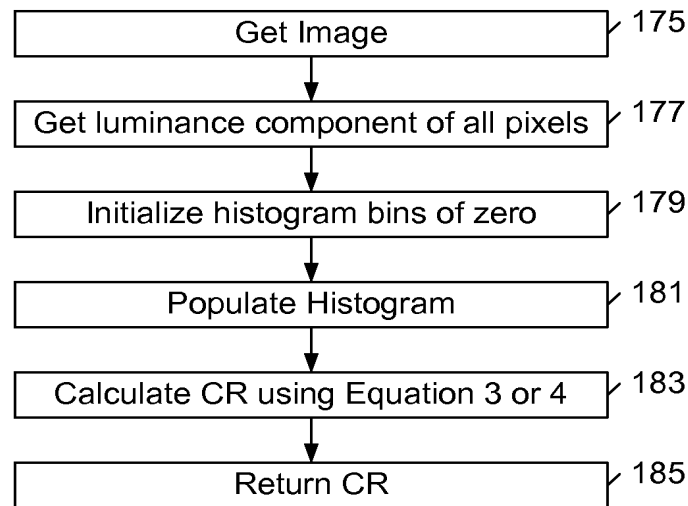 Get Image 175
Get luminance component of all pixels 177
Initialize histogram bins of zero 179
Populate Histogram 181
Calculate CR using Equation 3 or 4 183
Return CR 185